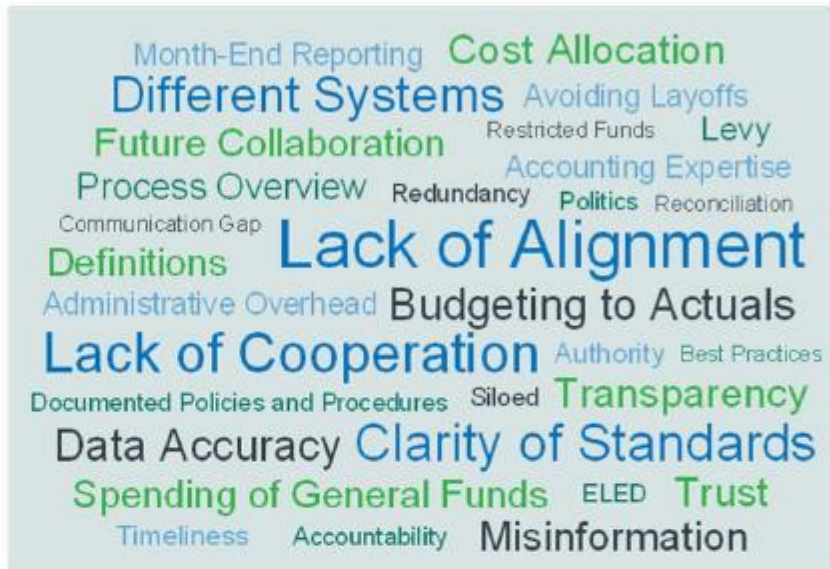 Month-End Reporting Cost Allocation
Different Systems Avoiding Layoffs
Future Collaboration Restricted Funds Levy
Accounting Expertise
Process Overview Redundancy Politics Reconciliation
Communication Gap
Lack of Alignment
Definitions
Administrative Overhead Budgeting to Actuals
Lack of Cooperation Authority Best Practices
Documented Policies and Procedures Siloed Transparency
Data Accuracy Clarity of Standards
Spending of General Funds ELED Trust
Timeliness Accountability Misinformation